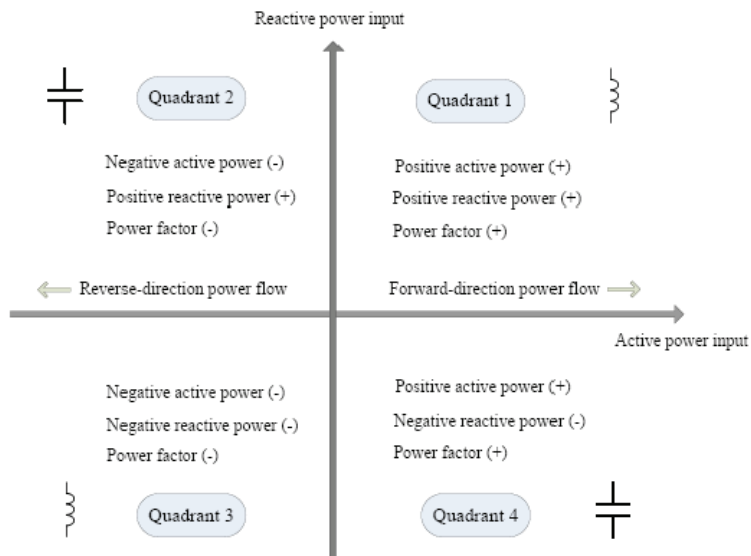 Reactive power input
Quadrant 2
Quadrant 1
Negative active power (-)
Positive reactive power (+)
Power factor (-)
Positive active power (+)
Positive reactive power (+)
Power factor (+)
Reverse-direction power flow
Forward-direction power flow
Active power input
Negative active power (-)
Negative reactive power (-)
Power factor (-)
Positive active power (+)
Negative reactive power (-)
Power factor (+)
Quadrant 3
Quadrant 4